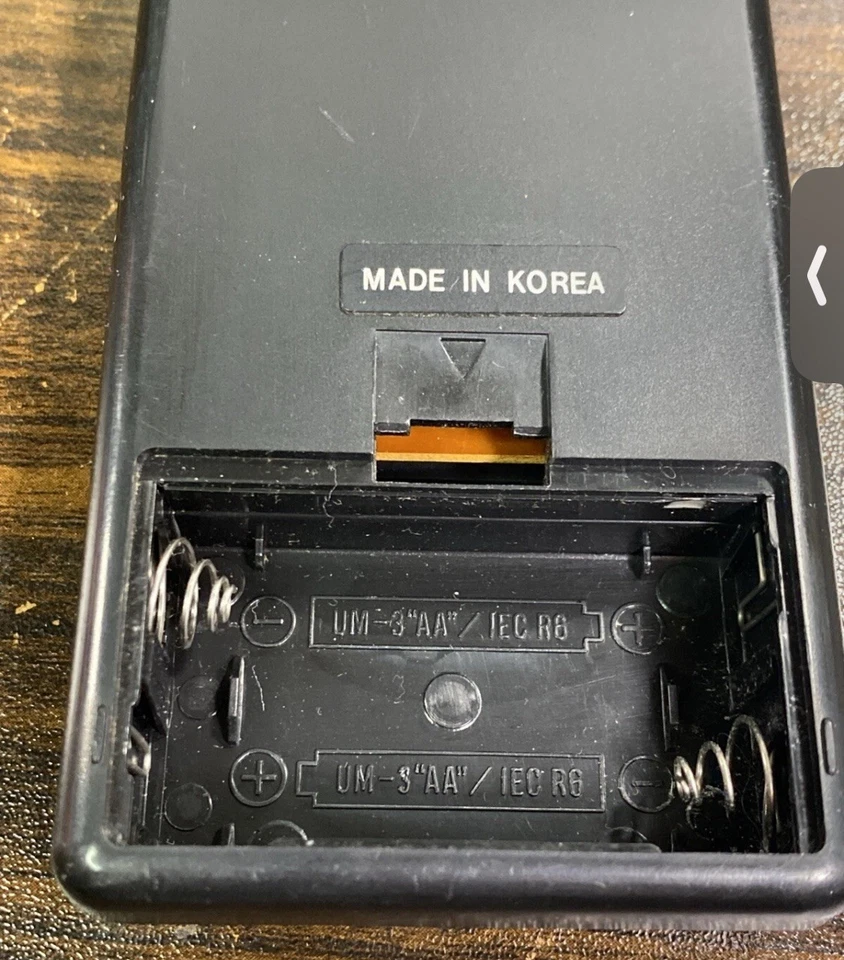 MADE IN KOREA
− UM-3"AA"/IEC R6 +
+ UM-3"AA"/IEC R6 −